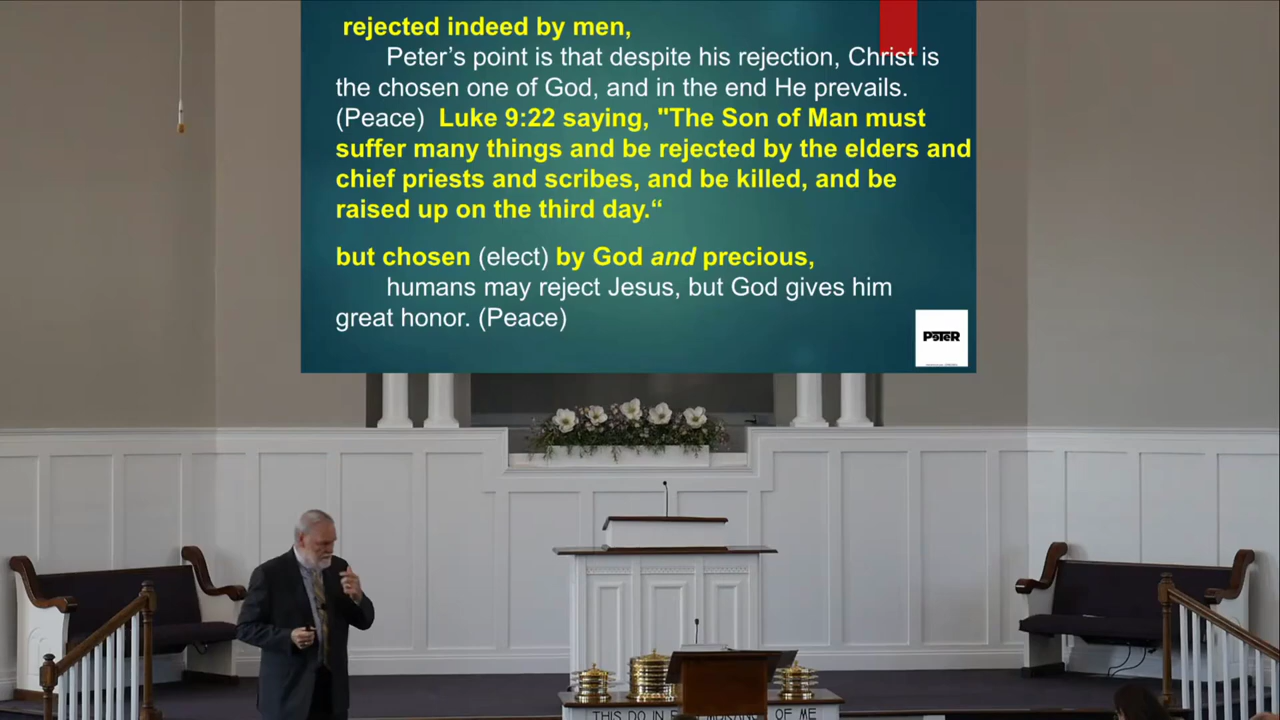 rejected indeed by men,
Peter’s point is that despite his rejection, Christ is
the chosen one of God, and in the end He prevails.
(Peace) Luke 9:22 saying, "The Son of Man must
suffer many things and be rejected by the elders and
chief priests and scribes, and be killed, and be
raised up on the third day.“
but chosen (elect) by God and precious,
humans may reject Jesus, but God gives him
great honor. (Peace)
PeTeR
THIS DO IN OF ME